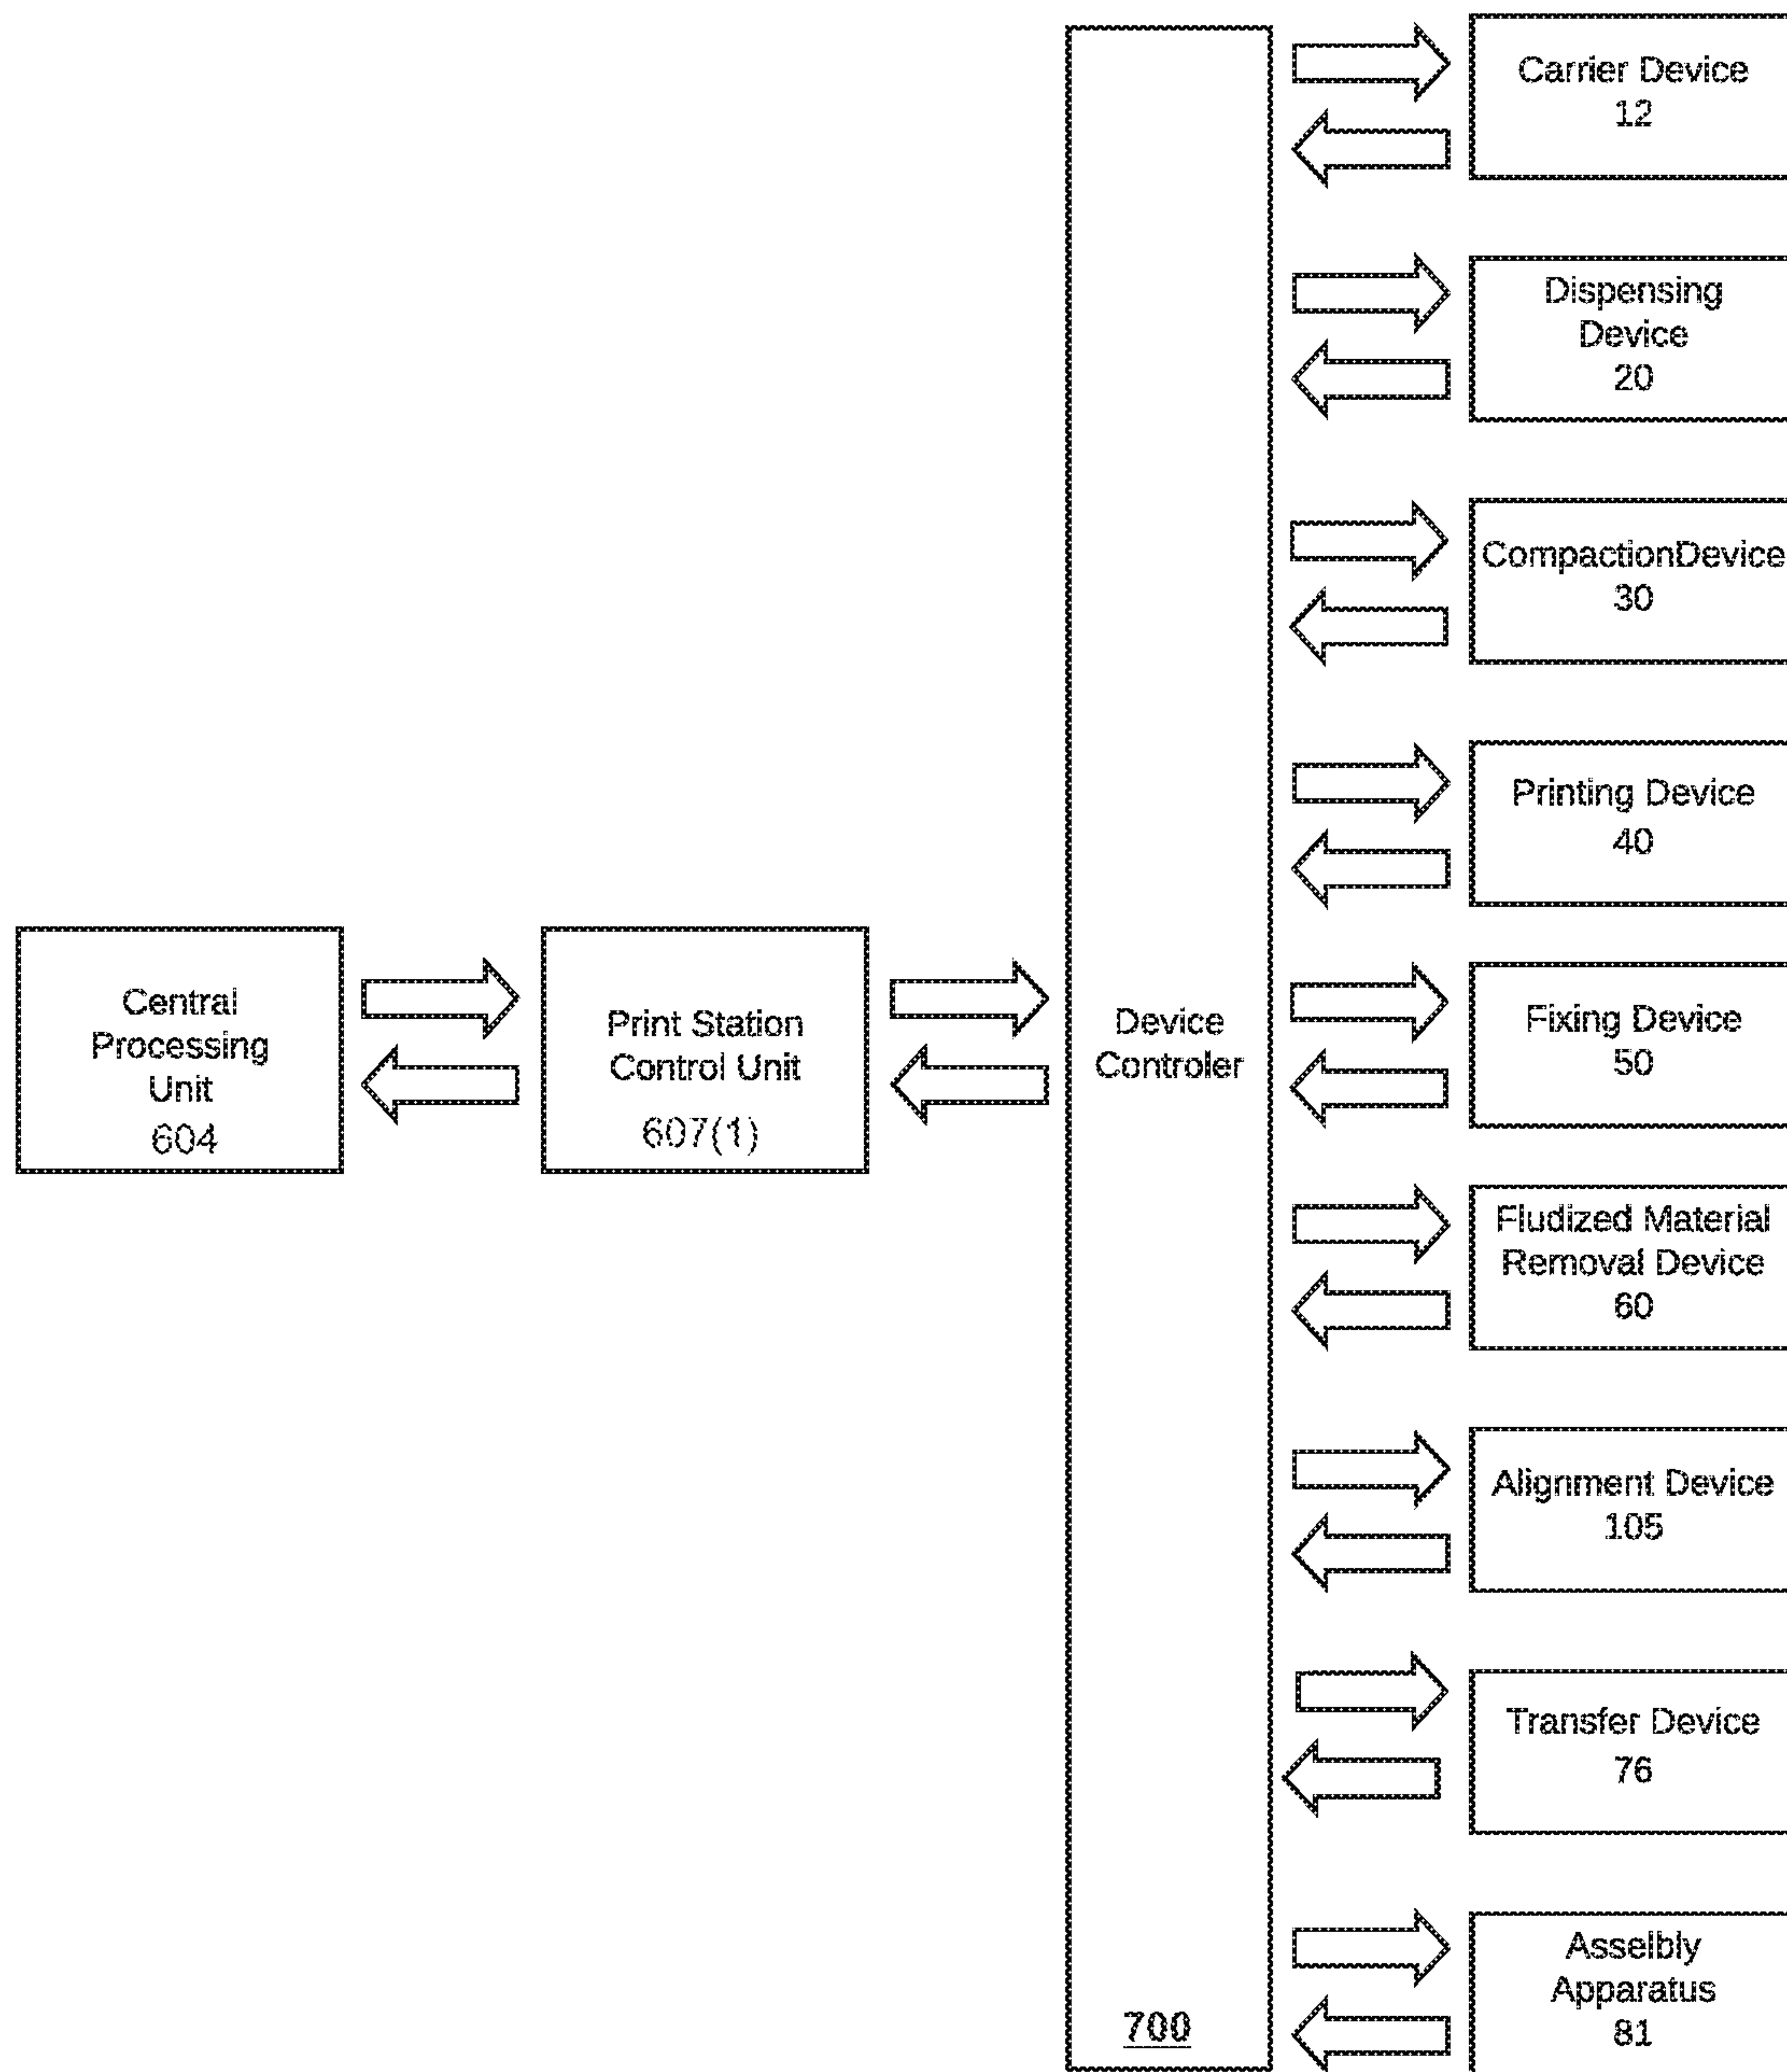 Central
Processing
Unit
604
Print Station
Control Unit
607(1)
Device
Controler
700
Carrier Device
12
Dispensing
Device
20
CompactionDevice
30
Printing Device
40
Fixing Device
50
Fludized Material
Removal Device
60
Alignment Device
105
Transfer Device
76
Asselbly
Apparatus
81